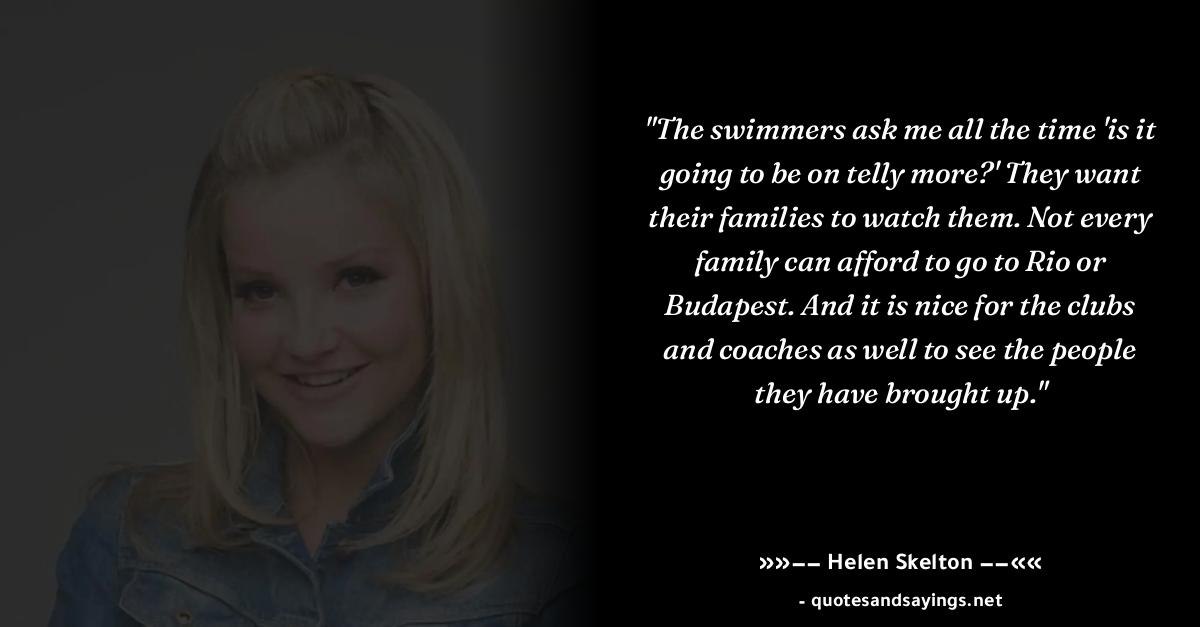 "The swimmers ask me all the time 'is it
going to be on telly more?' They want
their families to watch them. Not every
family can afford to go to Rio or
Budapest. And it is nice for the clubs
and coaches as well to see the people
they have brought up."
»»–– Helen Skelton ––««
- quotesandsayings.net